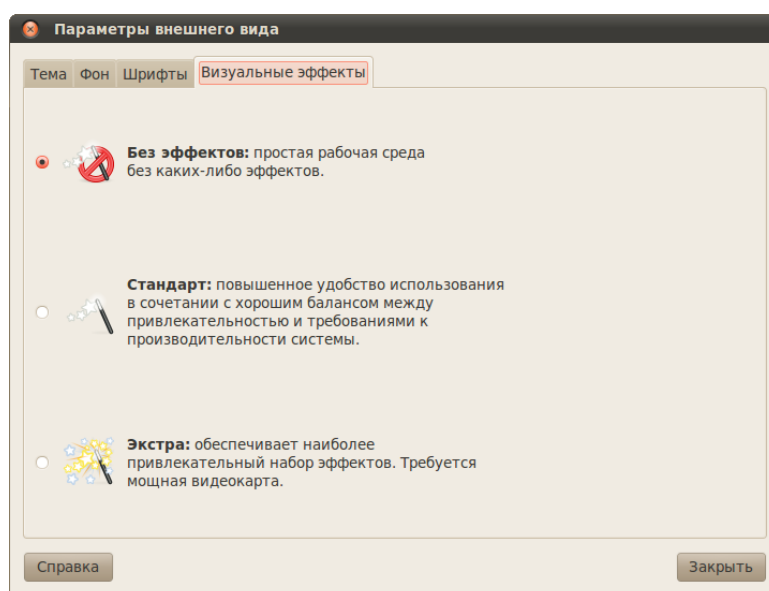 Параметры внешнего вида
Тема Фон Шрифты Визуальные эффекты
Без эффектов: простая рабочая среда
без каких-либо эффектов.
Стандарт: повышенное удобство использования
в сочетании с хорошим балансом между
привлекательностью и требованиями к
производительности системы.
Экстра: обеспечивает наиболее
привлекательный набор эффектов. Требуется
мощная видеокарта.
Справка Закрыть